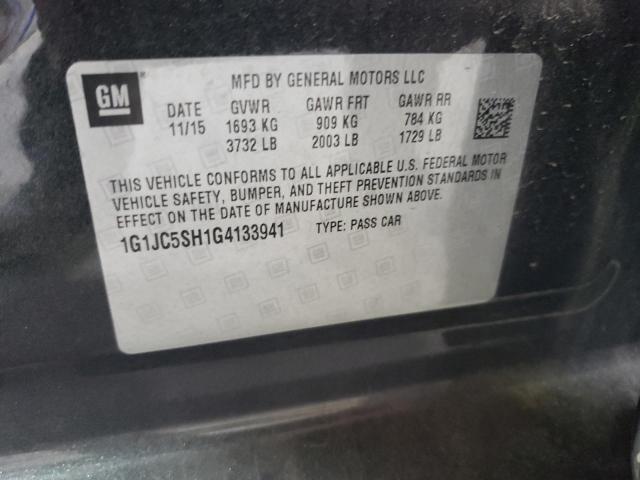 GM
MFD BY GENERAL MOTORS LLC
DATE GVWR GAWR FRT GAWR RR
11/15 1693 KG 909 KG 784 KG
3732 LB 2003 LB 1729 LB
THIS VEHICLE CONFORMS TO ALL APPLICABLE U.S. FEDERAL MOTOR
VEHICLE SAFETY, BUMPER, AND THEFT PREVENTION STANDARDS IN
EFFECT ON THE DATE OF MANUFACTURE SHOWN ABOVE.
1G1JC5SH1G4133941 TYPE: PASS CAR